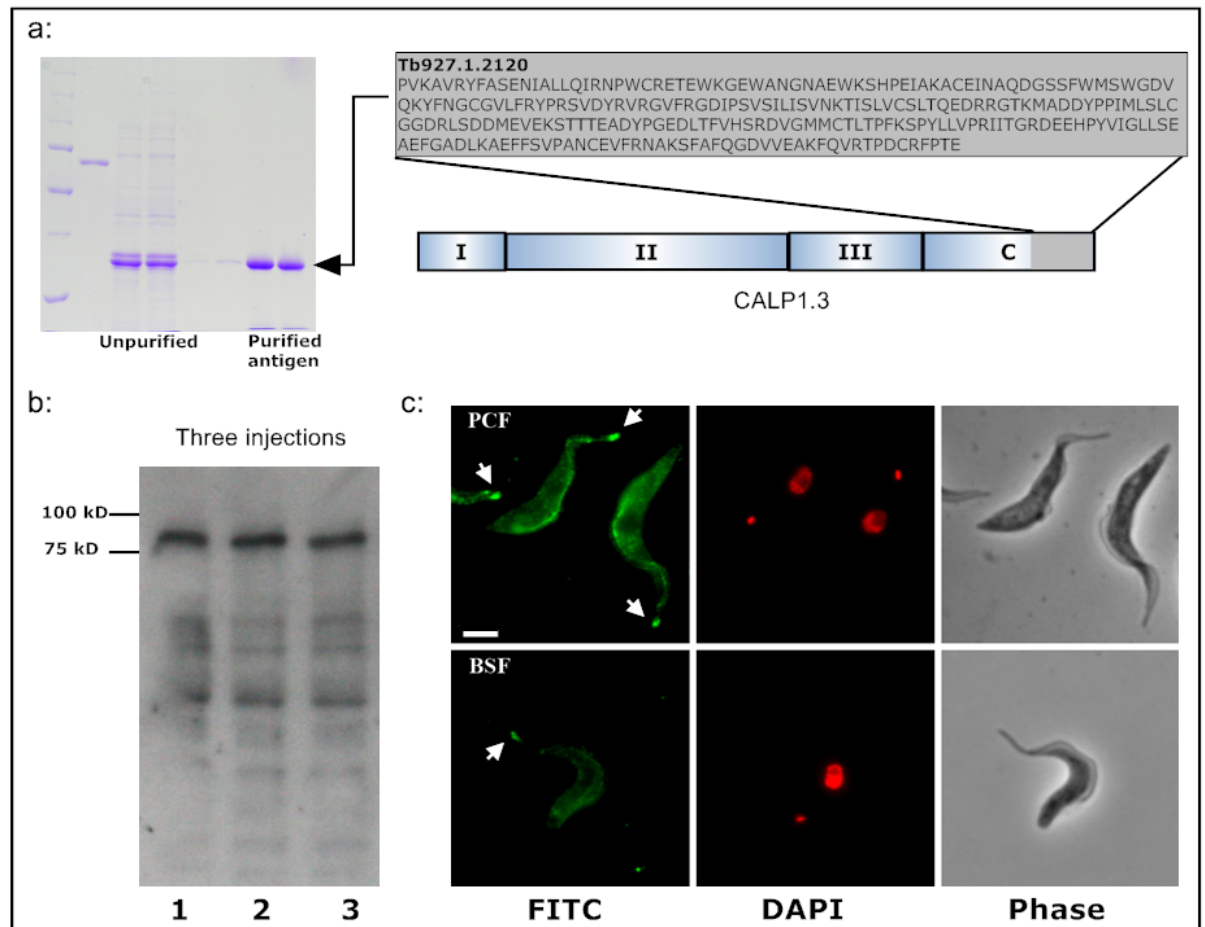 a:
Tb927.1.2120
PVKAVRYFASENIALLQIRNPWCRETEWKGEWANGNAEWKSHPEIAKACEINAQDGSSFWMSWGDV
QKYFNGCGVLFRYPRSVDYRVRGVFRGDIPSVSILISVNKTISLVCSLTQEDRRGTKMADDYPPIMLSLC
GGDRLSDDMEVEKSTTTEADYPGEDLTFVHSRDVGMMCTLTPFKSPYLLVPRIITGRDEEHPYVIGLLSE
AEFGADLKAEFFSVPANCEVFRNAKSFAFQGDVVEAKFQVRTPDCRFPTE
I II III C
CALP1.3
Unpurified
Purified
antigen
b:
Three injections
100 kD
75 kD
1 2 3
c:
PCF
BSF
FITC DAPI Phase